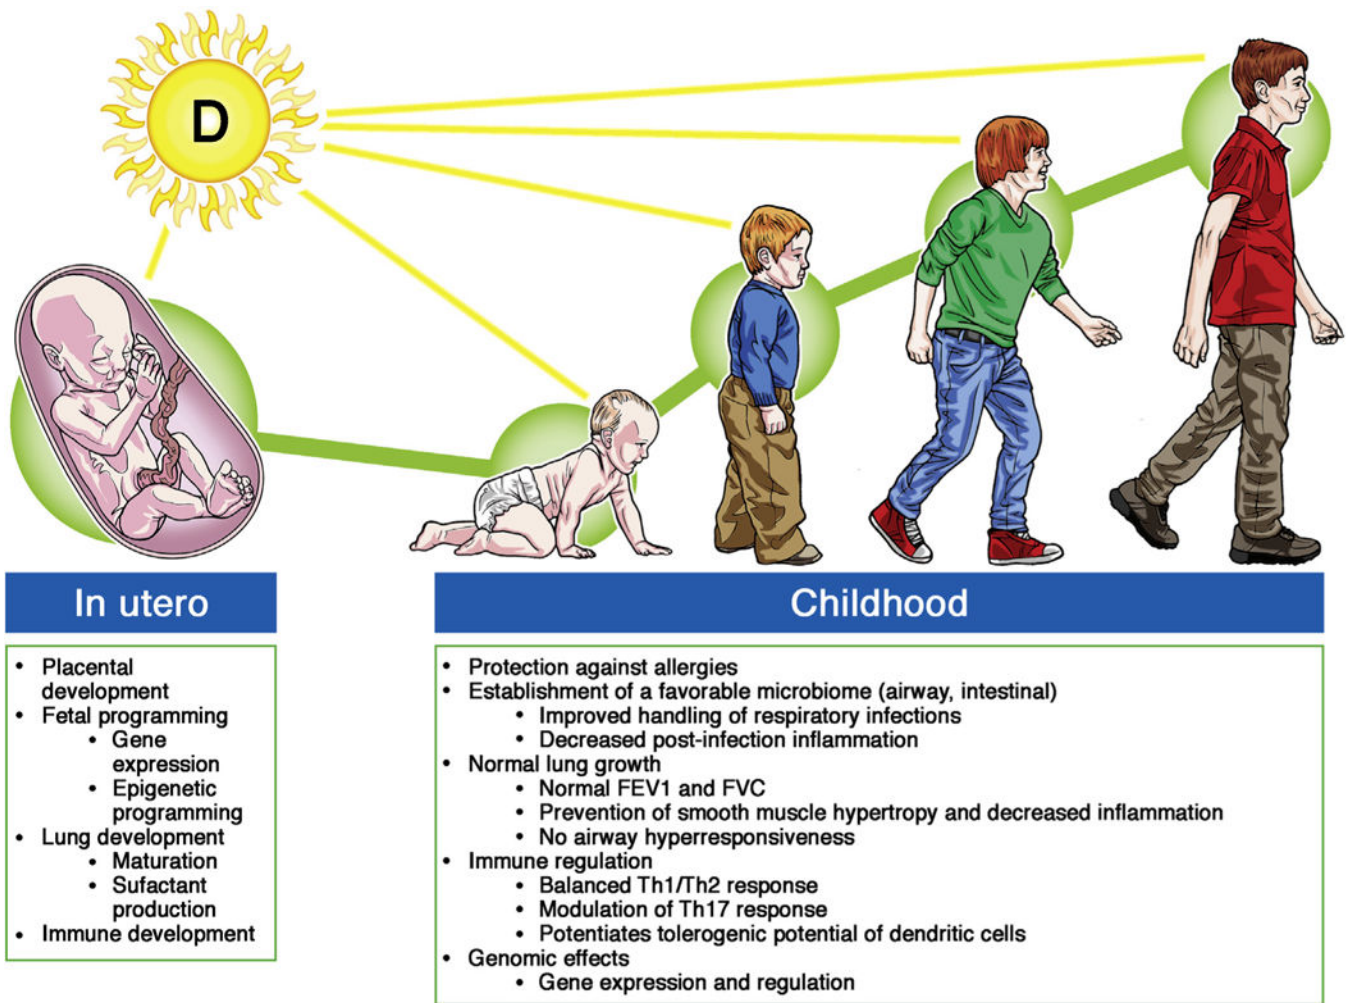 D
In utero
• Placental
development
• Fetal programming
• Gene
expression
• Epigenetic
programming
• Lung development
• Maturation
• Sufactant
production
• Immune development
Childhood
• Protection against allergies
• Establishment of a favorable microbiome (airway, intestinal)
• Improved handling of respiratory infections
• Decreased post-infection inflammation
• Normal lung growth
• Normal FEV1 and FVC
• Prevention of smooth muscle hypertropy and decreased inflammation
• No airway hyperresponsiveness
• Immune regulation
• Balanced Th1/Th2 response
• Modulation of Th17 response
• Potentiates tolerogenic potential of dendritic cells
• Genomic effects
• Gene expression and regulation